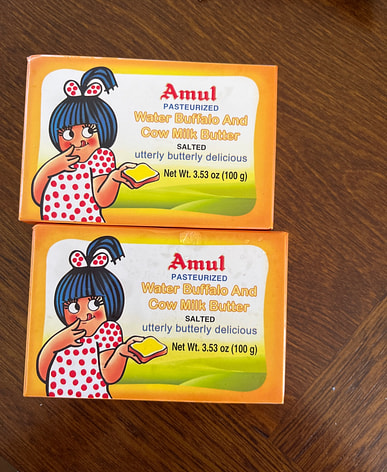 Amul
PASTEURIZED
Water Buffalo And
Cow Milk Butter
SALTED
utterly butterly delicious
Net Wt. 3.53 oz (100 g)
Amul
PASTEURIZED
Water Buffalo And
Cow Milk Butter
SALTED
utterly butterly delicious
Net Wt. 3.53 oz (100 g)